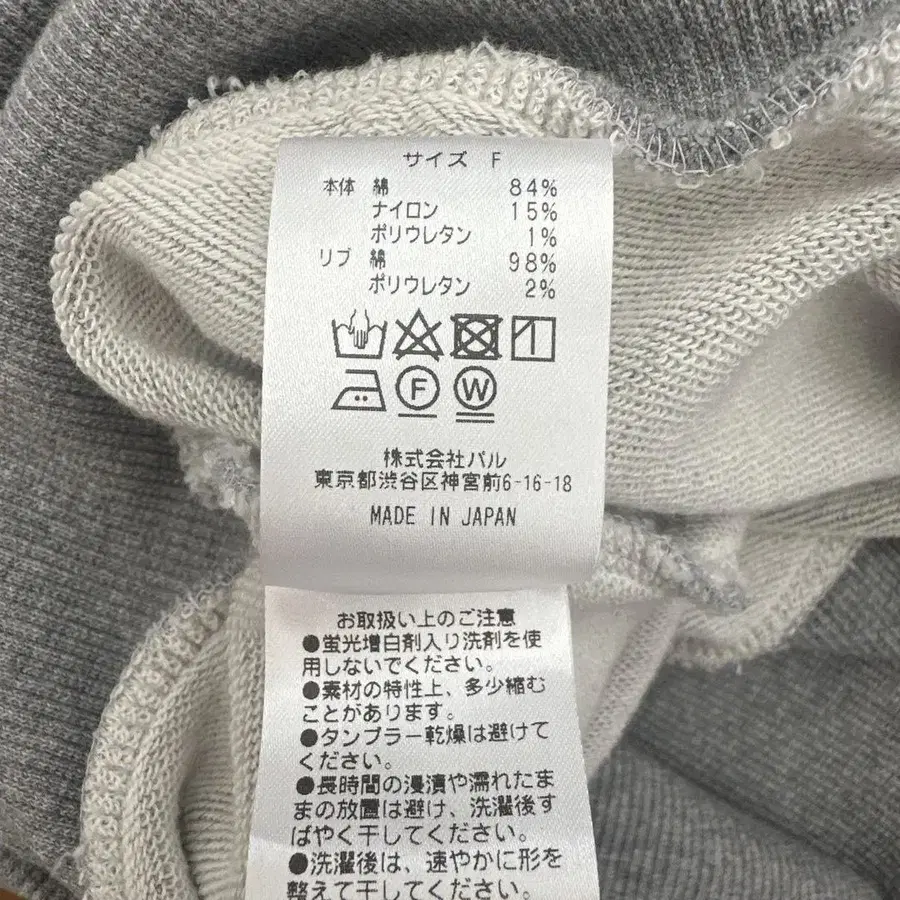 サイズ F
本体 綿 84%
ナイロン 15%
ポリウレタン 1%
リブ 綿 98%
ポリウレタン 2%
F W
株式会社パル
東京都渋谷区神宮前6-16-18
MADE IN JAPAN
お取扱い上のご注意
●蛍光増白剤入り洗剤を使
用しないでください。
●素材の特性上、多少縮む
ことがあります。
●タンブラー乾燥は避けて
ください。
●長時間の浸漬や濡れたま
まの放置は避け、洗濯後す
ばやく干してください。
●洗濯後は、速やかに形を
整えて干してください。